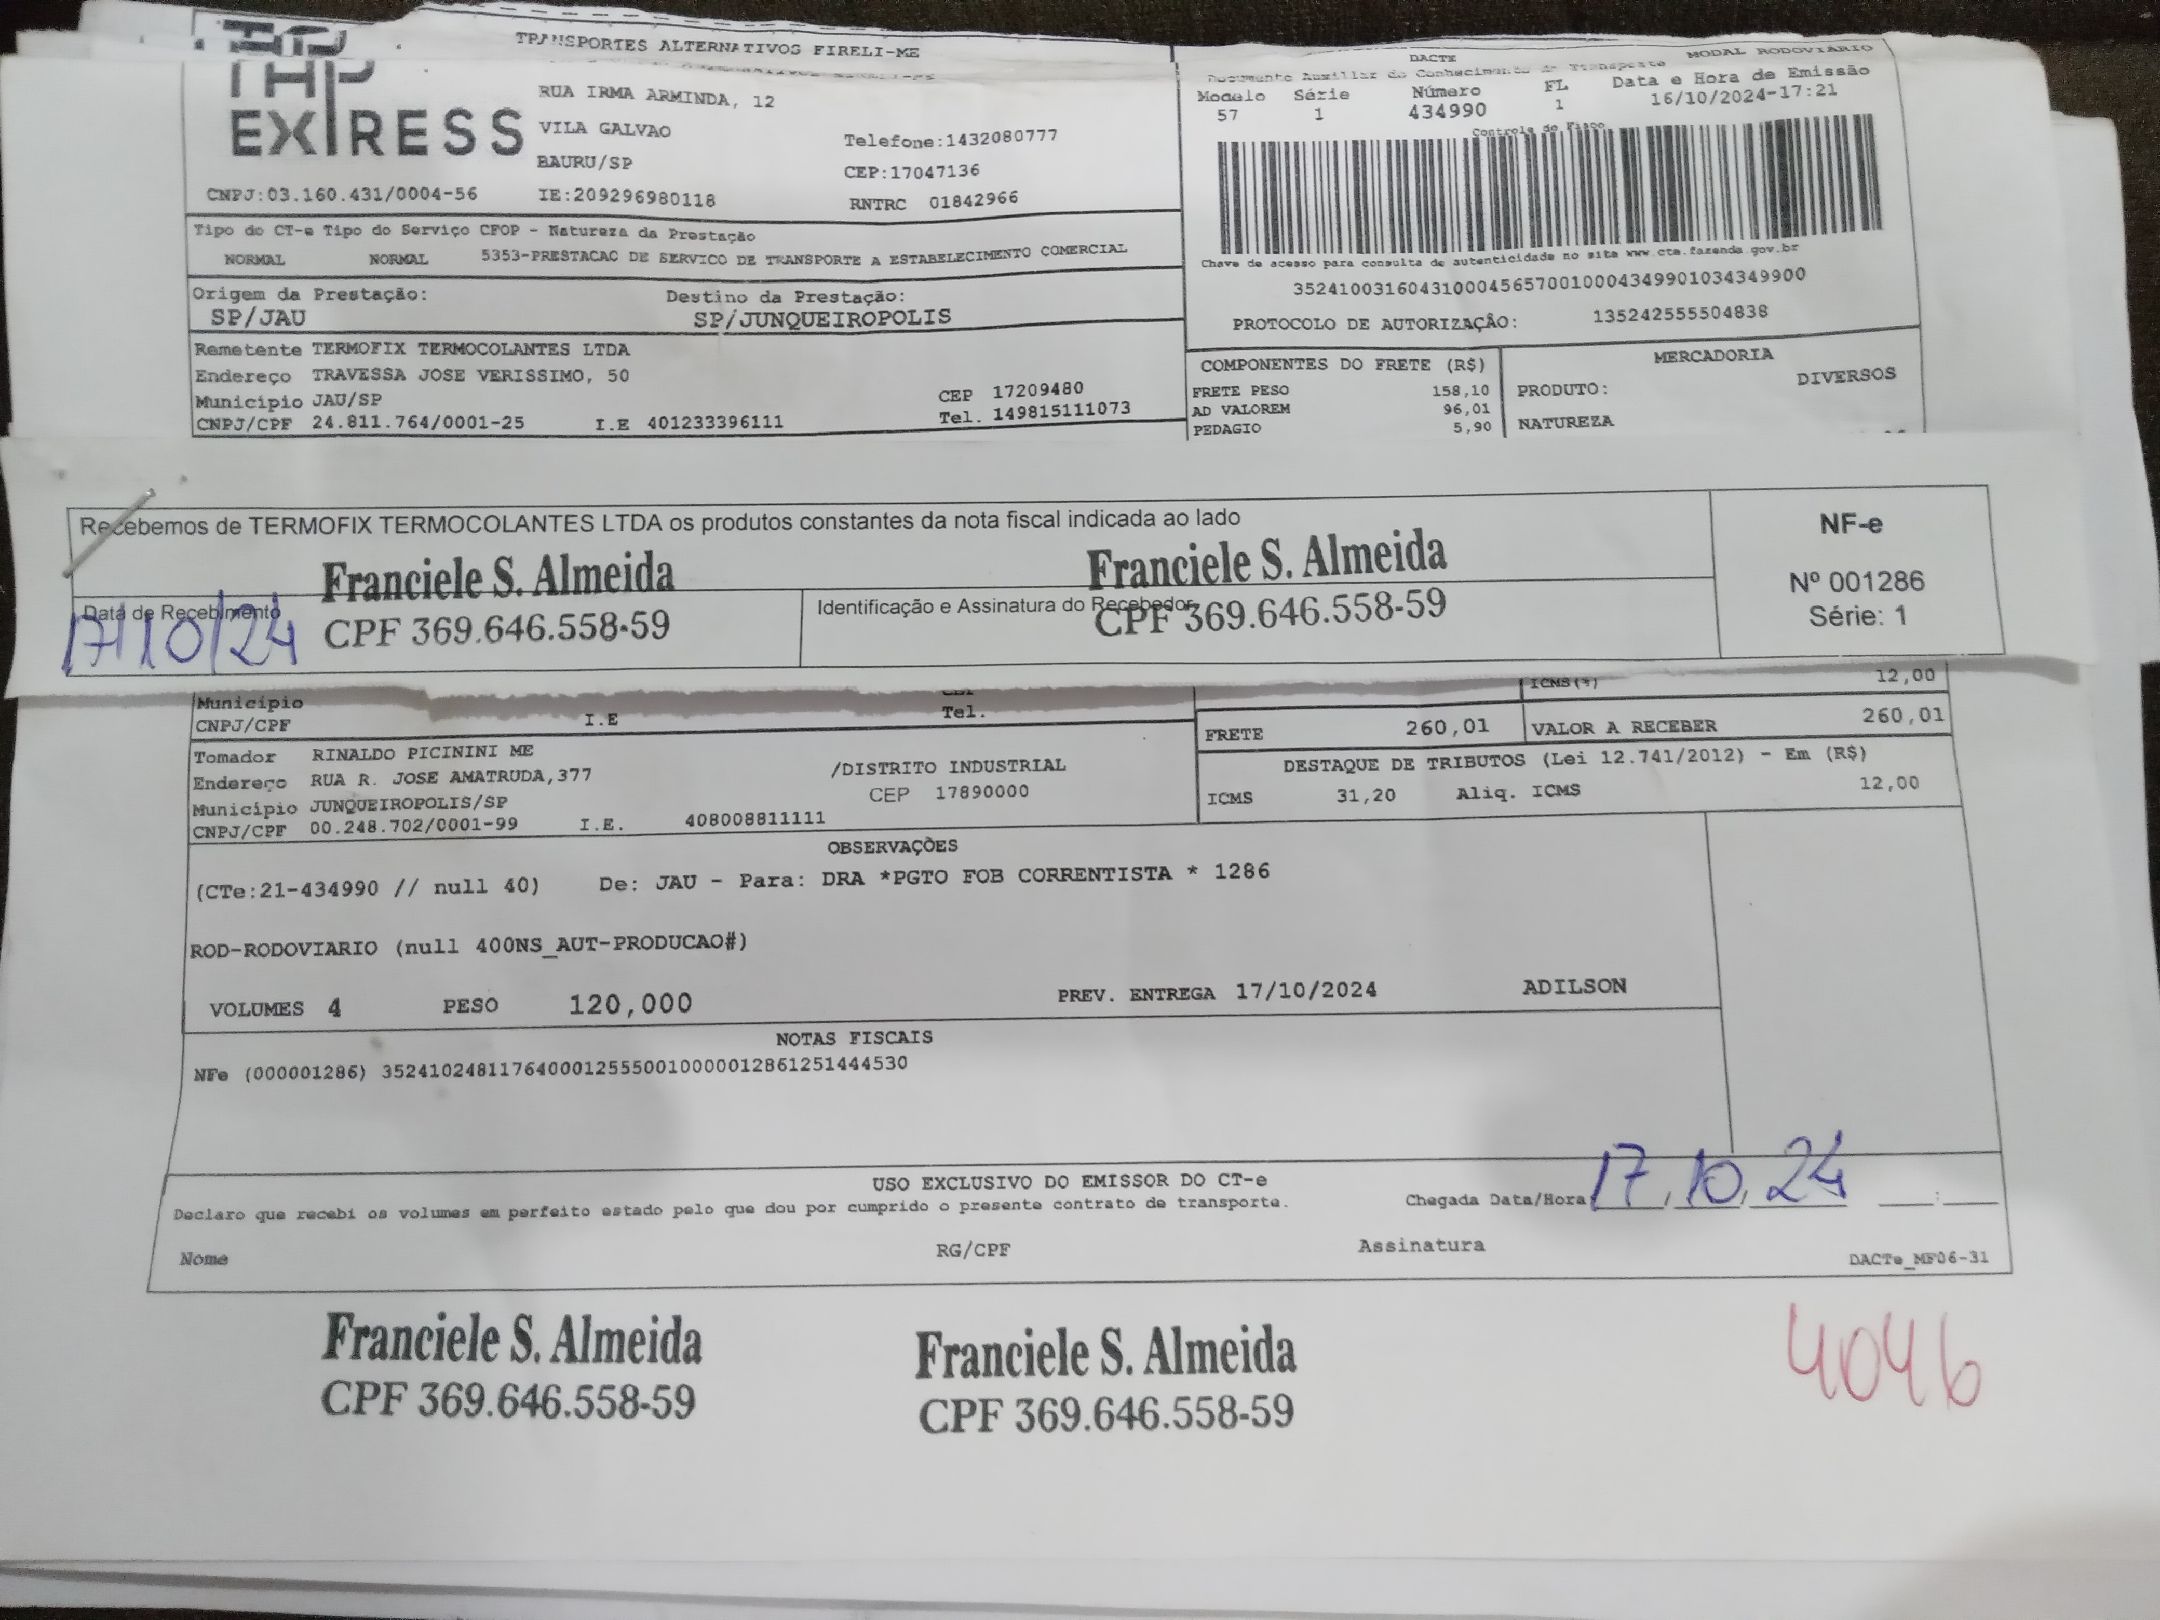 TAP
EXPRESS
TRANSPORTES ALTERNATIVOS EIRELI-ME
RUA IRMA ARMINDA, 12
VILA GALVAO
Telefone:1432080777
BAURU/SP
CEP:17047136
CNPJ:03.160.431/0004-56 IE:209296980118 RNTRC 01842966
DACTE MODAL RODOVIARIO
Documento Auxiliar do Conhecimento de Transporte
Modelo Série Número FL Data e Hora de Emissão
57 1 434990 1 16/10/2024-17:21
Controle do Fisco
Chave de acesso para consulta de autenticidade no site www.cte.fazenda.gov.br
35241003160431000456570010004349901034349900
PROTOCOLO DE AUTORIZAÇÃO: 135242555504838
Tipo do CT-e Tipo do Serviço CFOP - Natureza da Prestação
NORMAL NORMAL 5353-PRESTACAO DE SERVICO DE TRANSPORTE A ESTABELECIMENTO COMERCIAL
Origem da Prestação: Destino da Prestação:
SP/JAU SP/JUNQUEIROPOLIS
Remetente TERMOFIX TERMOCOLANTES LTDA
Endereço TRAVESSA JOSE VERISSIMO, 50
Município JAU/SP CEP 17209480
CNPJ/CPF 24.811.764/0001-25 I.E 401233396111 Tel. 149815111073
COMPONENTES DO FRETE (R$)
FRETE PESO 158,10
AD VALOREM 96,01
PEDAGIO 5,90
MERCADORIA
PRODUTO: DIVERSOS
NATUREZA
Recebemos de TERMOFIX TERMOCOLANTES LTDA os produtos constantes da nota fiscal indicada ao lado
Franciele S. Almeida
CPF 369.646.558-59
Franciele S. Almeida
CPF 369.646.558-59
Data de Recebimento
17/10/24
Identificação e Assinatura do Recebedor
NF-e
Nº 001286
Série: 1
Município
CNPJ/CPF I.E Tel.
ICMS(%) 12,00
FRETE 260,01 VALOR A RECEBER 260,01
Tomador RINALDO PICININI ME
Endereço RUA R. JOSE AMATRUDA,377 /DISTRITO INDUSTRIAL
Município JUNQUEIROPOLIS/SP CEP 17890000
CNPJ/CPF 00.248.702/0001-99 I.E. 408008811111
DESTAQUE DE TRIBUTOS (Lei 12.741/2012) - Em (R$)
ICMS 31,20 Aliq. ICMS 12,00
OBSERVAÇÕES
(CTe:21-434990 // null 40) De: JAU - Para: DRA *PGTO FOB CORRENTISTA * 1286
ROD-RODOVIARIO (null 400NS_AUT-PRODUCAO#)
VOLUMES 4 PESO 120,000 PREV. ENTREGA 17/10/2024 ADILSON
NOTAS FISCAIS
NFe (000001286) 35241024811764000125550010000012861251444530
USO EXCLUSIVO DO EMISSOR DO CT-e
Declaro que recebi os volumes em perfeito estado pelo que dou por cumprido o presente contrato de transporte.
Chegada Data/Hora 17/10/24 __:__
Nome RG/CPF Assinatura DACTe_MF06-31
Franciele S. Almeida
CPF 369.646.558-59
Franciele S. Almeida
CPF 369.646.558-59
4046